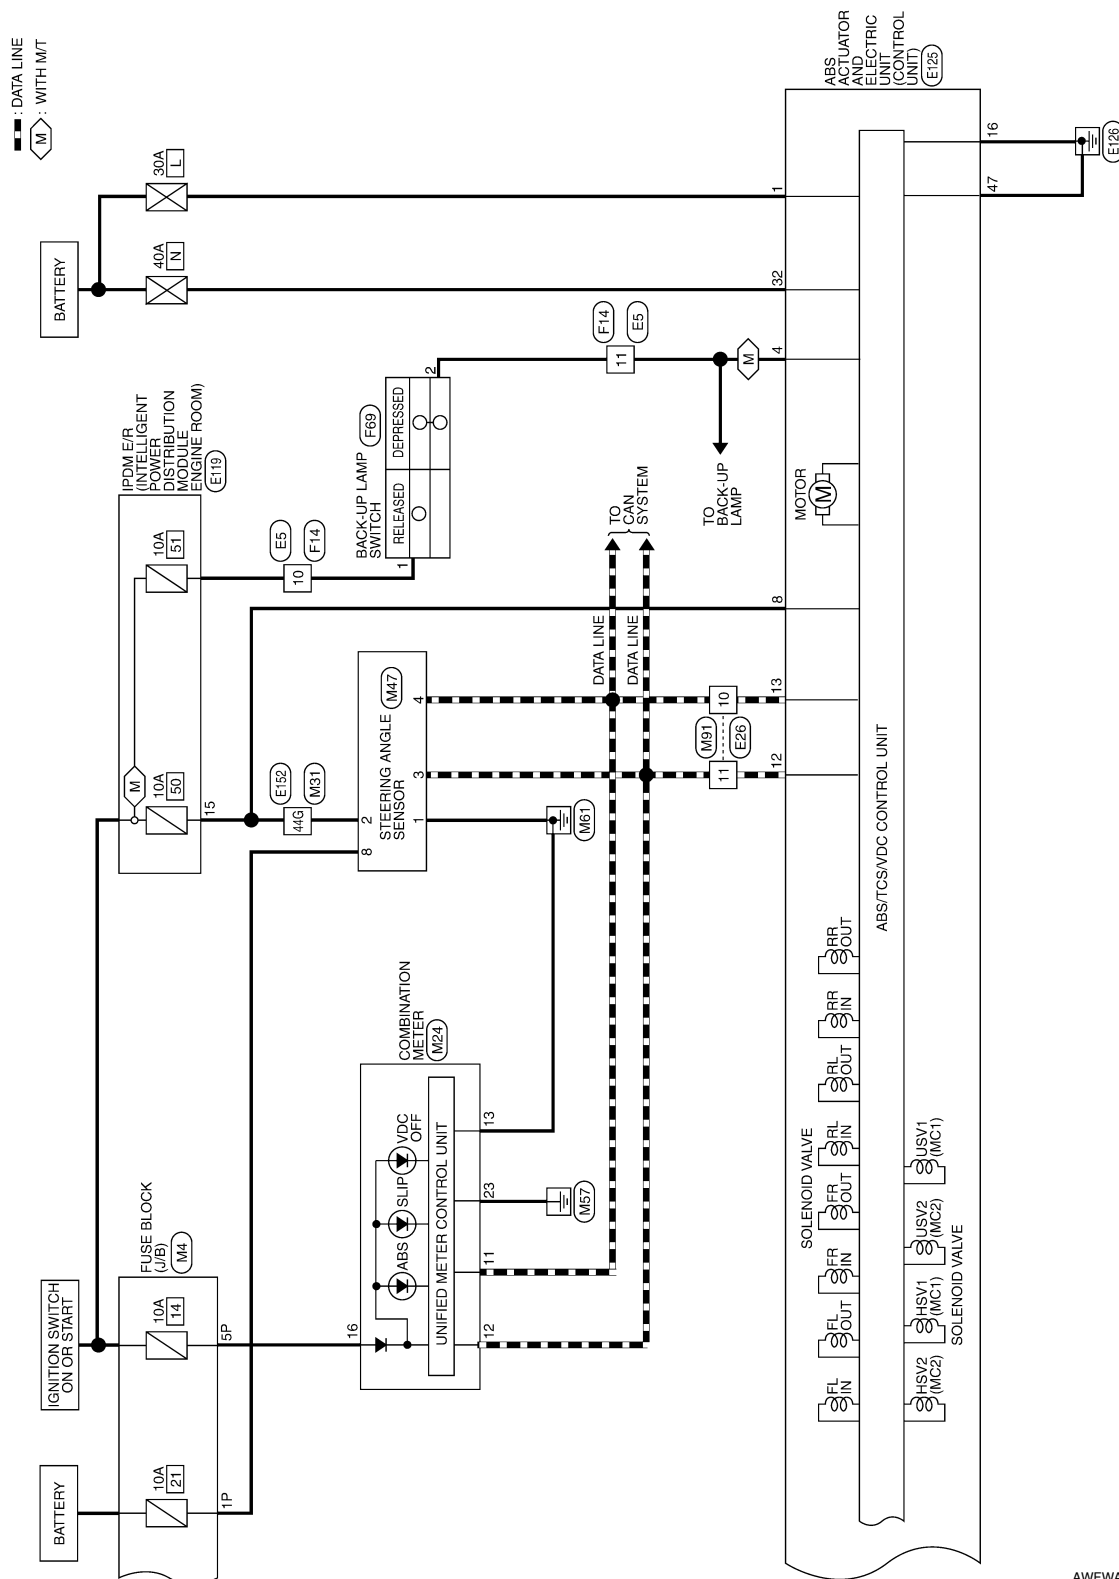 : DATA LINE
M : WITH M/T
BATTERY
30A
L
40A
N
ABS
ACTUATOR
AND
ELECTRIC
UNIT
(CONTROL
UNIT)
E125
1
32
4
16
47
E126
IPDM E/R
(INTELLIGENT
POWER
DISTRIBUTION
MODULE
ENGINE ROOM)
E119
10A
51
M
10A
50
15
E5
F14
10
BACK-UP LAMP
SWITCH
F69
RELEASED
DEPRESSED
1
2
F14
E5
11
M
TO
BACK-UP
LAMP
TO
CAN
SYSTEM
MOTOR
M
8
DATA LINE
DATA LINE
E152
M31
44G
2
8
STEERING ANGLE
SENSOR
M47
4
3
1
M61
10
M91
E26
11
13
12
ABS/TCS/VDC CONTROL UNIT
IGNITION SWITCH
ON OR START
BATTERY
FUSE BLOCK
(J/B)
M4
10A
14
5P
10A
21
1P
COMBINATION
METER
M24
16
ABS
SLIP
VDC
OFF
UNIFIED METER CONTROL UNIT
13
23
11
12
M57
SOLENOID VALVE
FL
IN
FL
OUT
FR
IN
FR
OUT
RL
IN
RL
OUT
RR
IN
RR
OUT
HSV2
(MC2)
HSV1
(MC1)
USV2
(MC2)
USV1
(MC1)
SOLENOID VALVE